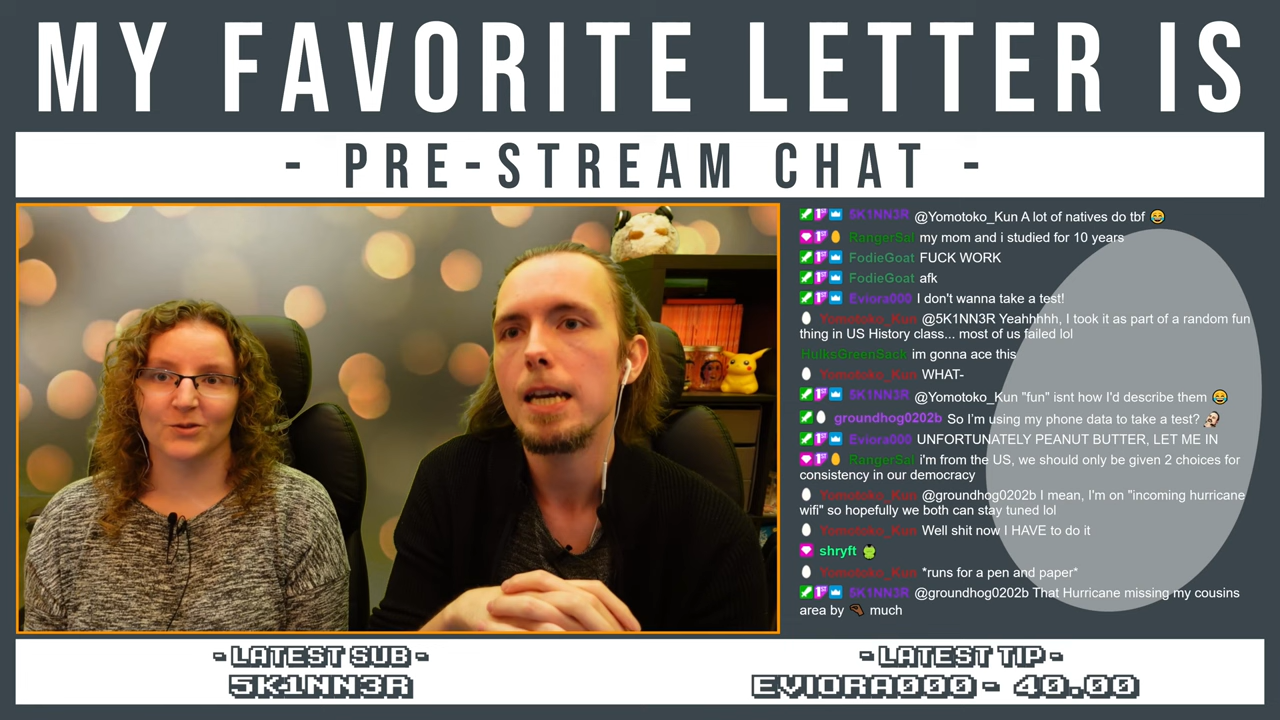 MY FAVORITE LETTER IS
- PRE-STREAM CHAT -
5K1NN3R @Yomotoko_Kun A lot of natives do tbf
RangerSal my mom and i studied for 10 years
FodieGoat FUCK WORK
FodieGoat afk
Eviora000 I don't wanna take a test!
Yomotoko_Kun @5K1NN3R Yeahhhhh, I took it as part of a random fun
thing in US History class... most of us failed lol
HulksGreenSack im gonna ace this
Yomotoko_Kun WHAT-
5K1NN3R @Yomotoko_Kun "fun" isnt how I'd describe them
groundhog0202b So I'm using my phone data to take a test?
Eviora000 UNFORTUNATELY PEANUT BUTTER, LET ME IN
RangerSal i'm from the US, we should only be given 2 choices for
consistency in our democracy
Yomotoko_Kun @groundhog0202b I mean, I'm on "incoming hurricane
wifi" so hopefully we both can stay tuned lol
Yomotoko_Kun Well shit now I HAVE to do it
shryft
Yomotoko_Kun *runs for a pen and paper*
5K1NN3R @groundhog0202b That Hurricane missing my cousins
area by much
-LATEST SUB-
5K1NN3R
-LATEST TIP-
EVIORA000 - 40.00